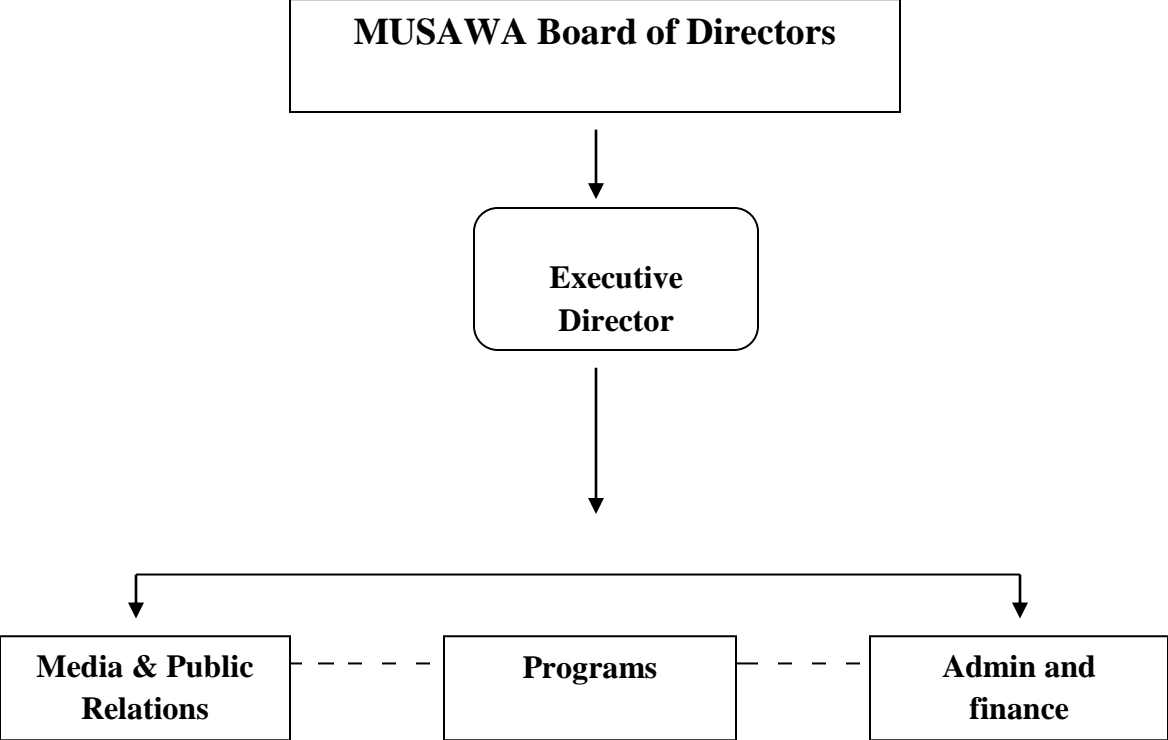 MUSAWA Board of Directors
Executive
Director
Media & Public
Relations
Programs
Admin and
finance